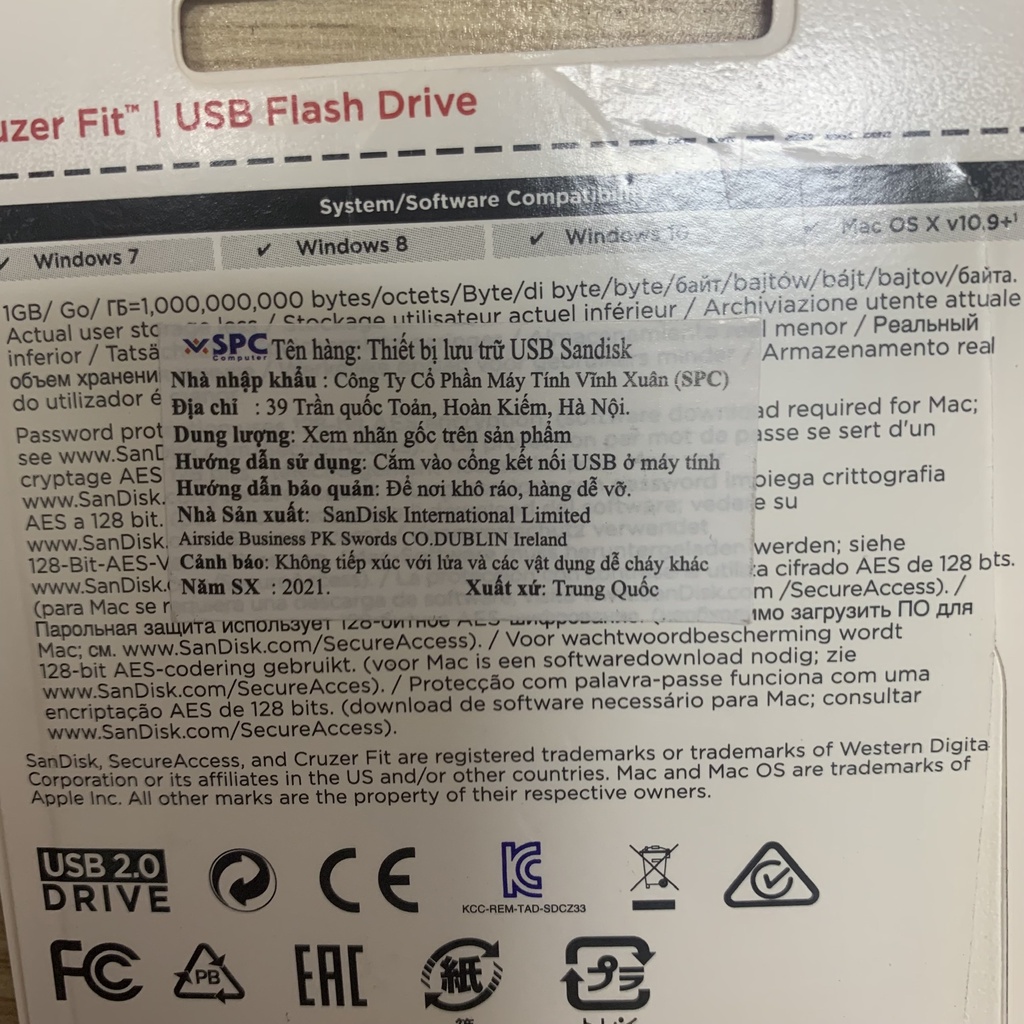 uzer Fit™ | USB Flash Drive
System/Software Compatibility
✓ Windows 7 ✓ Windows 8 ✓ Windows 10 ✓ Mac OS X v10.9+¹
1GB/ Go/ ГБ=1,000,000,000 bytes/octets/Byte/di byte/byte/байт/bajtów/bájt/bajtov/байта.
Actual user sto less / Stockage utilisateur actuel inférieur / Archiviazione utente attuale
inferior / Tatsä l menor / Реальный
объем хранени Armazenamento real
do utilizador é
SPC Computer Tên hàng: Thiết bị lưu trữ USB Sandisk
Nhà nhập khẩu : Công Ty Cổ Phần Máy Tính Vĩnh Xuân (SPC)
Địa chỉ : 39 Trần quốc Toản, Hoàn Kiếm, Hà Nội.
Dung lượng: Xem nhãn gốc trên sản phẩm
Hướng dẫn sử dụng: Cắm vào cổng kết nối USB ở máy tính
Hướng dẫn bảo quản: Để nơi khô ráo, hàng dễ vỡ.
Nhà Sản xuất: SanDisk International Limited
Airside Business PK Swords CO.DUBLIN Ireland
Cảnh báo: Không tiếp xúc với lửa và các vật dụng dễ cháy khác
Năm SX : 2021. Xuất xứ: Trung Quốc
Password prot ad required for Mac;
see www.SanD asse se sert d'un
cryptage AES piega crittografia
www.SanDisk. e su
AES a 128 bit.
www.SanDisk. werden; siehe
128-Bit-AES-V a cifrado AES de 128 bts.
www.SanDisk. m /SecureAccess). /
(para Mac se r имо загрузить ПО для
Парольная защита использует 128-битное AES
Mac; см. www.SanDisk.com/SecureAccess). / Voor wachtwoordbescherming wordt
128-bit AES-codering gebruikt. (voor Mac is een softwaredownload nodig; zie
www.SanDisk.com/SecureAcces). / Protecção com palavra-passe funciona com uma
encriptação AES de 128 bits. (download de software necessário para Mac; consultar
www.SanDisk.com/SecureAccess).
SanDisk, SecureAccess, and Cruzer Fit are registered trademarks or trademarks of Western Digita
Corporation or its affiliates in the US and/or other countries. Mac and Mac OS are trademarks of
Apple Inc. All other marks are the property of their respective owners.
USB 2.0
DRIVE
CE
KC
KCC-REM-TAD-SDCZ33
FC
PB
EAC
紙
プラ